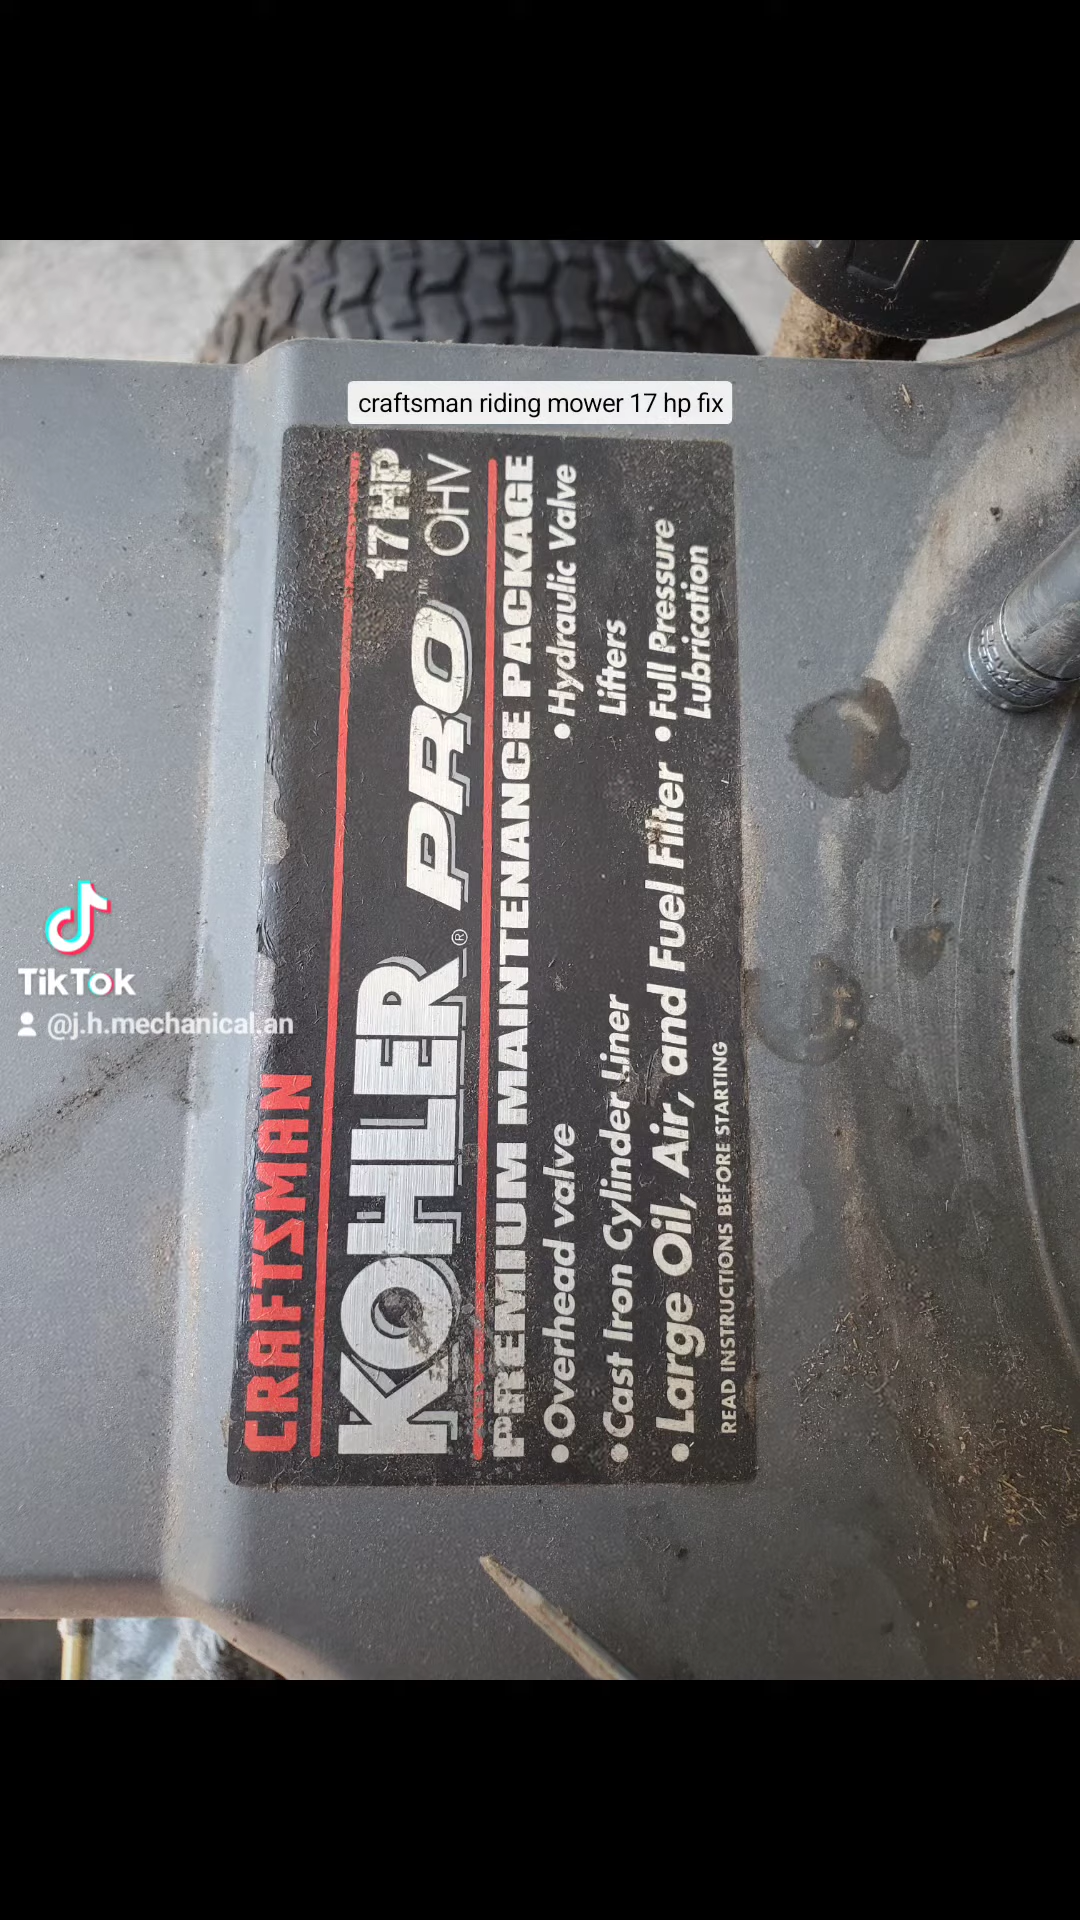 craftsman riding mower 17 hp fix
CRAFTSMAN
KOHLER® PRO™ 17HP
OHV
PREMIUM MAINTENANCE PACKAGE
•Overhead valve
•Hydraulic Valve
Lifters
•Cast Iron Cylinder Liner
•Large Oil, Air, and Fuel Filter
•Full Pressure
Lubrication
READ INSTRUCTIONS BEFORE STARTING
TikTok
@j.h.mechanical.an